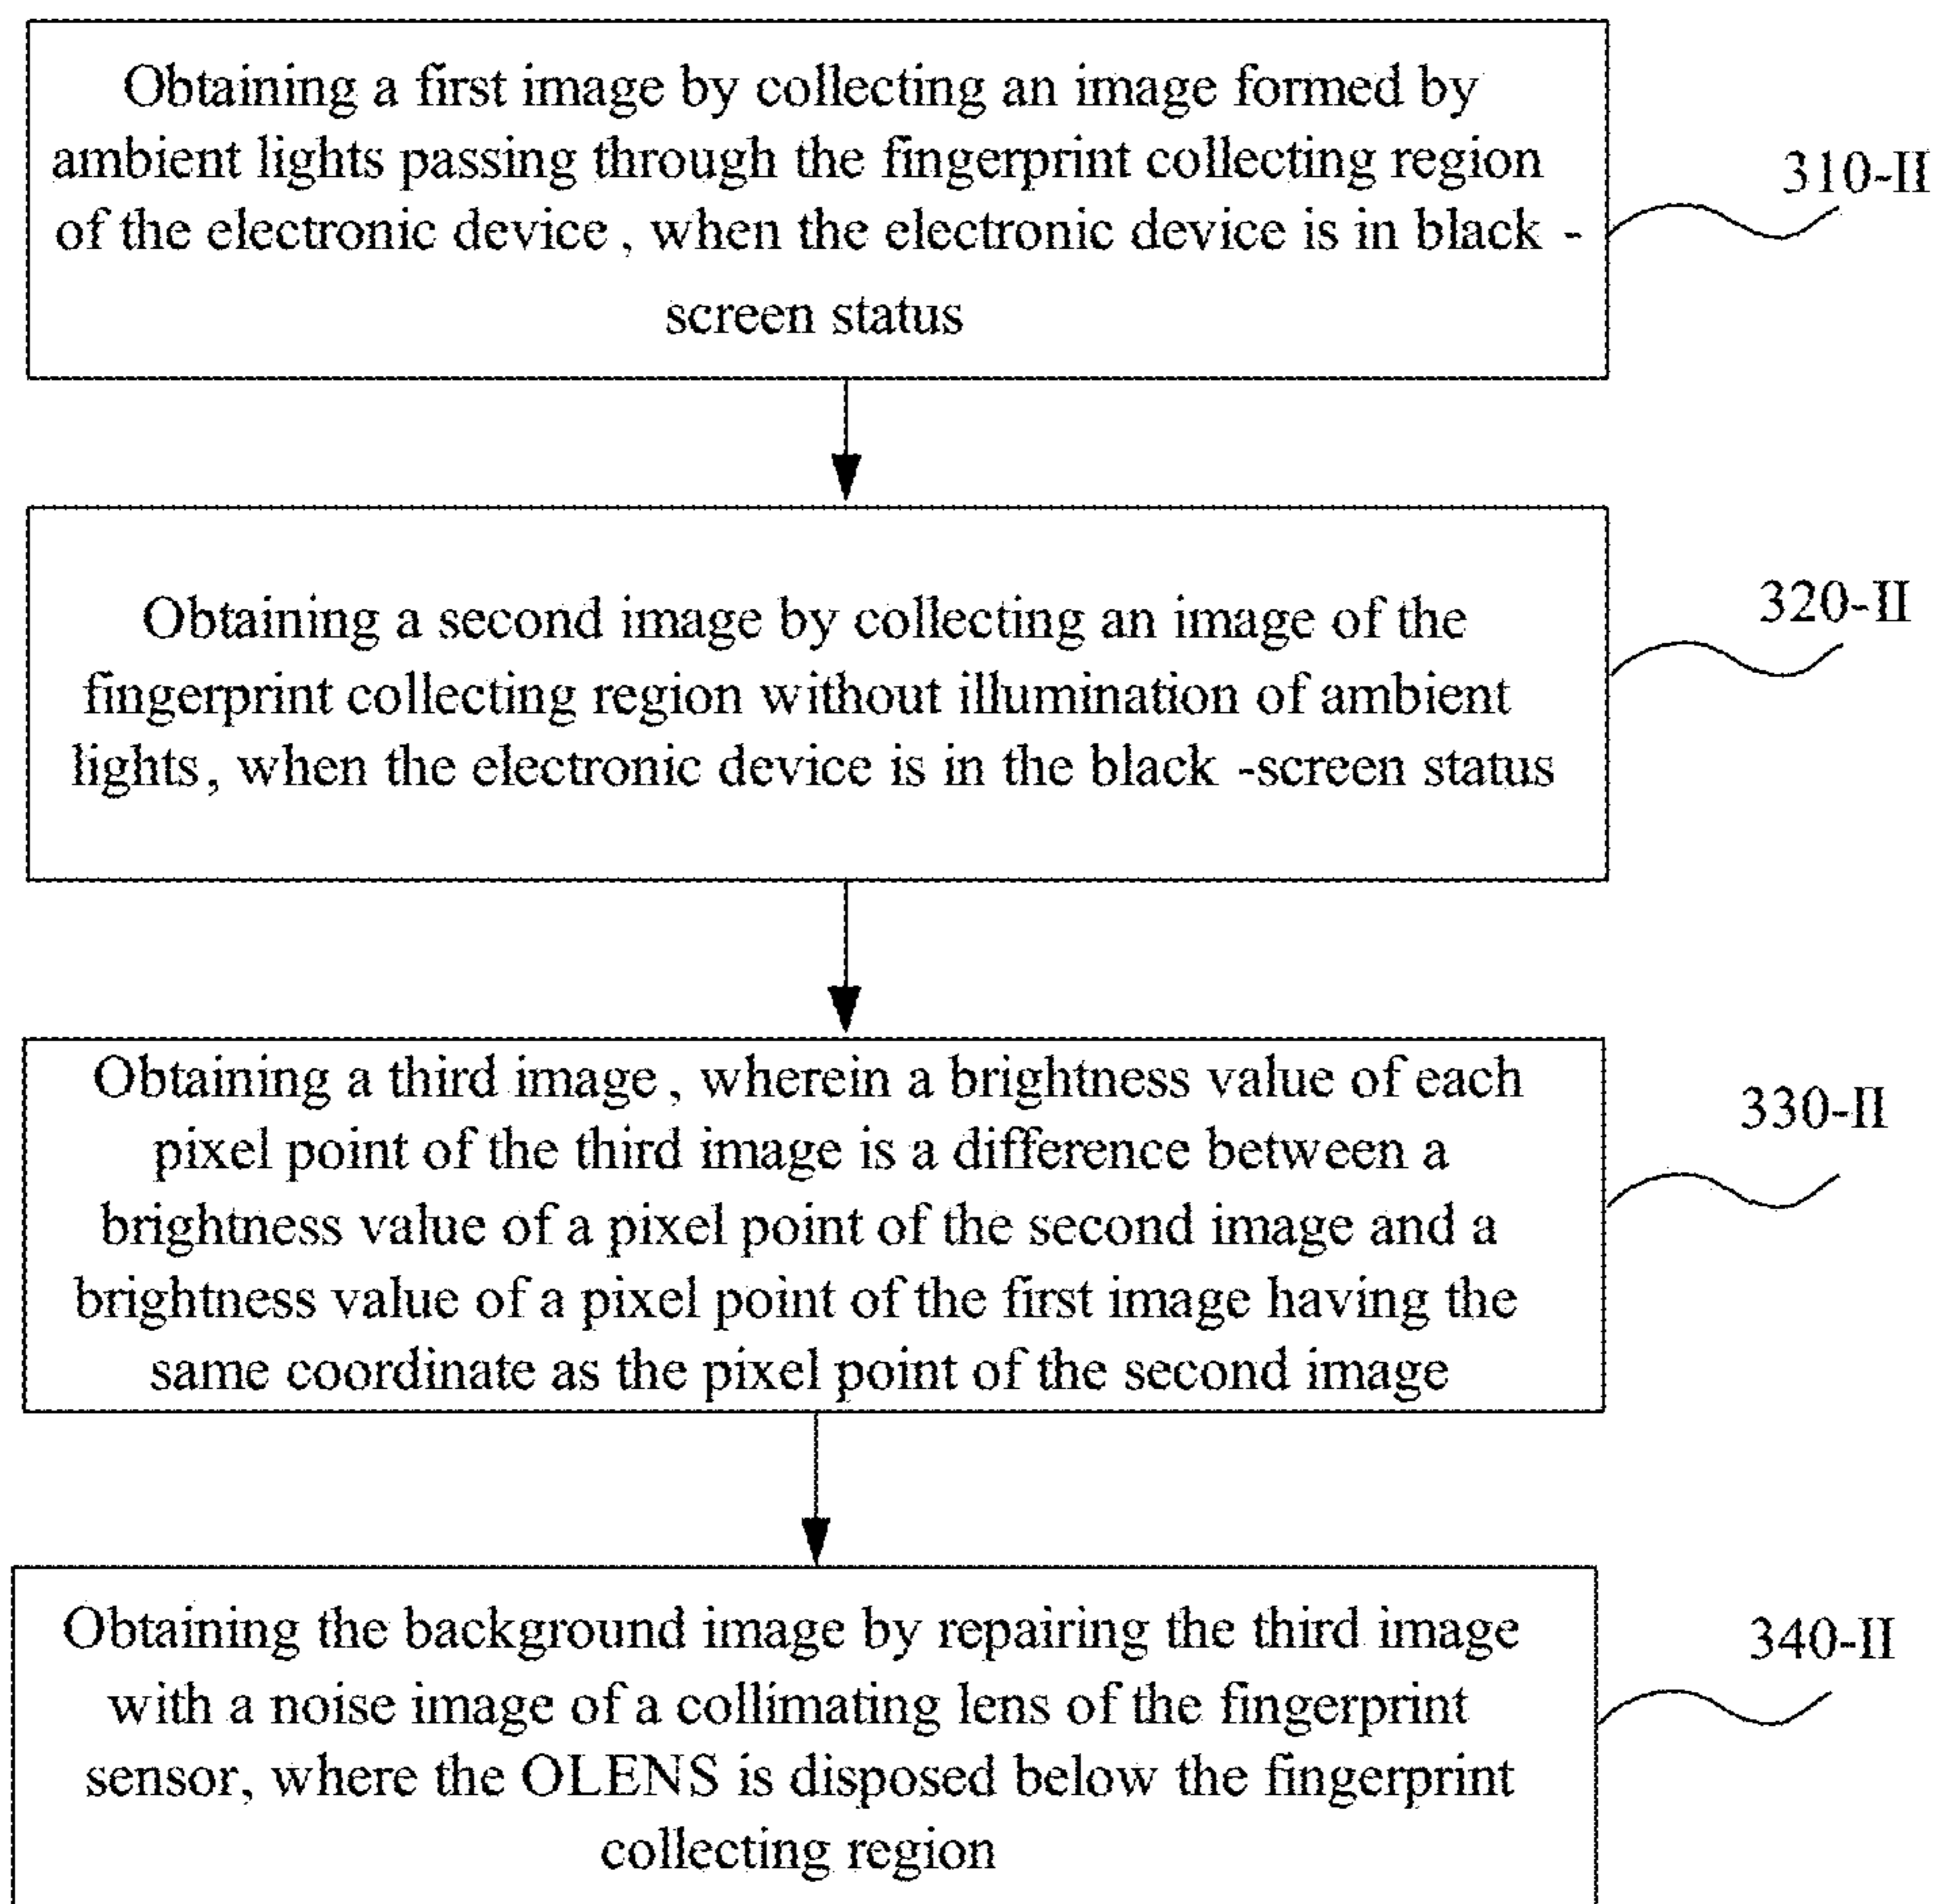 Obtaining a first image by collecting an image formed by
ambient lights passing through the fingerprint collecting region
of the electronic device, when the electronic device is in black -
screen status
310-II
Obtaining a second image by collecting an image of the
fingerprint collecting region without illumination of ambient
lights, when the electronic device is in the black -screen status
320-II
Obtaining a third image, wherein a brightness value of each
pixel point of the third image is a difference between a
brightness value of a pixel point of the second image and a
brightness value of a pixel point of the first image having the
same coordinate as the pixel point of the second image
330-II
Obtaining the background image by repairing the third image
with a noise image of a collimating lens of the fingerprint
sensor, where the OLENS is disposed below the fingerprint
collecting region
340-II